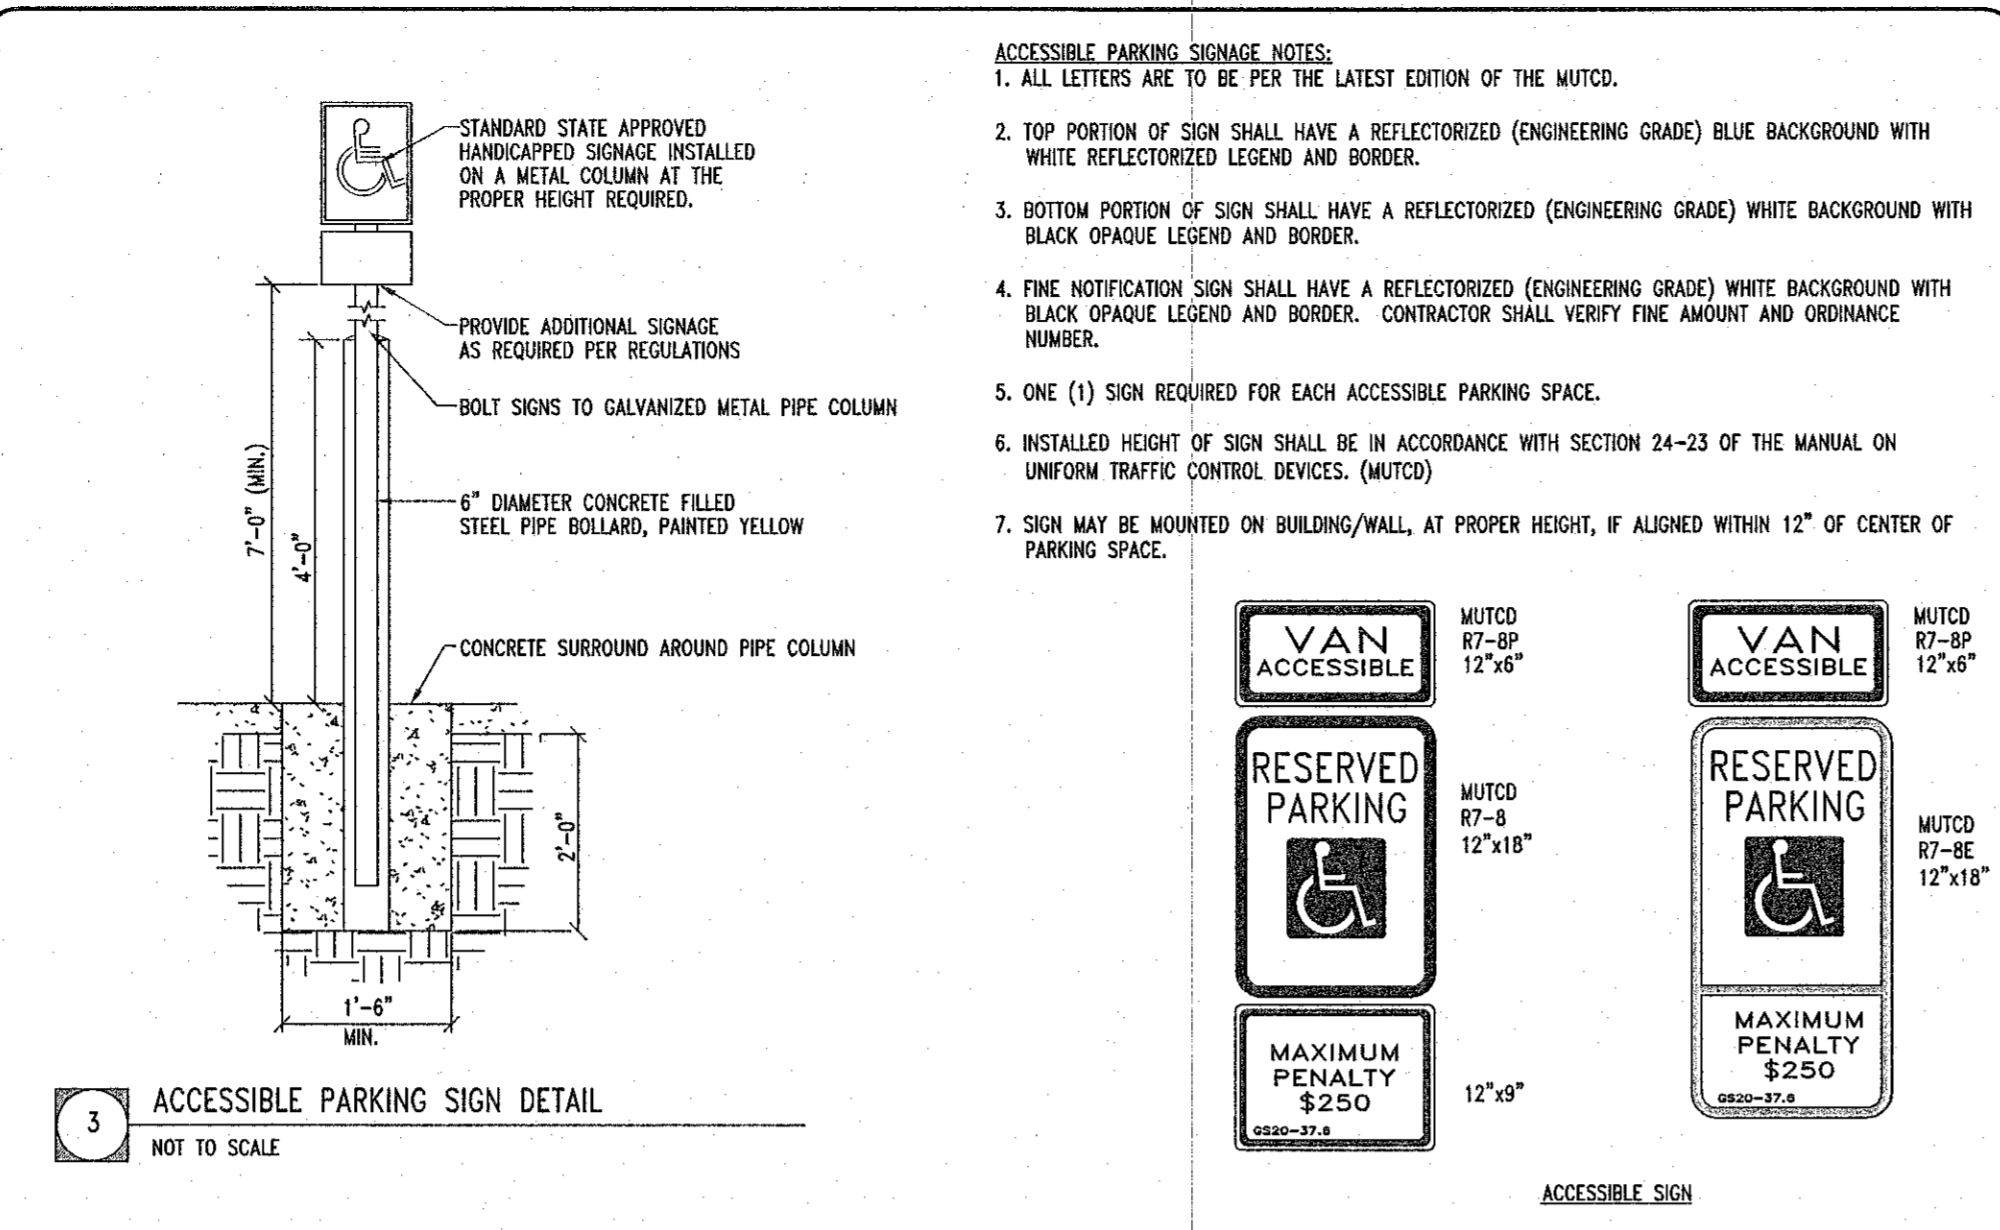 STANDARD STATE APPROVED
HANDICAPPED SIGNAGE INSTALLED
ON A METAL COLUMN AT THE
PROPER HEIGHT REQUIRED.
PROVIDE ADDITIONAL SIGNAGE
AS REQUIRED PER REGULATIONS
BOLT SIGNS TO GALVANIZED METAL PIPE COLUMN
7'-0" (MIN.)
4'-0"
6" DIAMETER CONCRETE FILLED
STEEL PIPE BOLLARD, PAINTED YELLOW
CONCRETE SURROUND AROUND PIPE COLUMN
2'-0"
1'-6"
MIN.
3
ACCESSIBLE PARKING SIGN DETAIL
NOT TO SCALE
ACCESSIBLE PARKING SIGNAGE NOTES:
1. ALL LETTERS ARE TO BE PER THE LATEST EDITION OF THE MUTCD.
2. TOP PORTION OF SIGN SHALL HAVE A REFLECTORIZED (ENGINEERING GRADE) BLUE BACKGROUND WITH
WHITE REFLECTORIZED LEGEND AND BORDER.
3. BOTTOM PORTION OF SIGN SHALL HAVE A REFLECTORIZED (ENGINEERING GRADE) WHITE BACKGROUND WITH
BLACK OPAQUE LEGEND AND BORDER.
4. FINE NOTIFICATION SIGN SHALL HAVE A REFLECTORIZED (ENGINEERING GRADE) WHITE BACKGROUND WITH
BLACK OPAQUE LEGEND AND BORDER. CONTRACTOR SHALL VERIFY FINE AMOUNT AND ORDINANCE
NUMBER.
5. ONE (1) SIGN REQUIRED FOR EACH ACCESSIBLE PARKING SPACE.
6. INSTALLED HEIGHT OF SIGN SHALL BE IN ACCORDANCE WITH SECTION 24-23 OF THE MANUAL ON
UNIFORM TRAFFIC CONTROL DEVICES. (MUTCD)
7. SIGN MAY BE MOUNTED ON BUILDING/WALL, AT PROPER HEIGHT, IF ALIGNED WITHIN 12" OF CENTER OF
PARKING SPACE.
VAN
ACCESSIBLE
MUTCD
R7-8P
12"x6"
RESERVED
PARKING
MUTCD
R7-8
12"x18"
MAXIMUM
PENALTY
$250
GS20-37.6
12"x9"
VAN
ACCESSIBLE
MUTCD
R7-8P
12"x6"
RESERVED
PARKING
MUTCD
R7-8E
12"x18"
MAXIMUM
PENALTY
$250
GS20-37.6
ACCESSIBLE SIGN